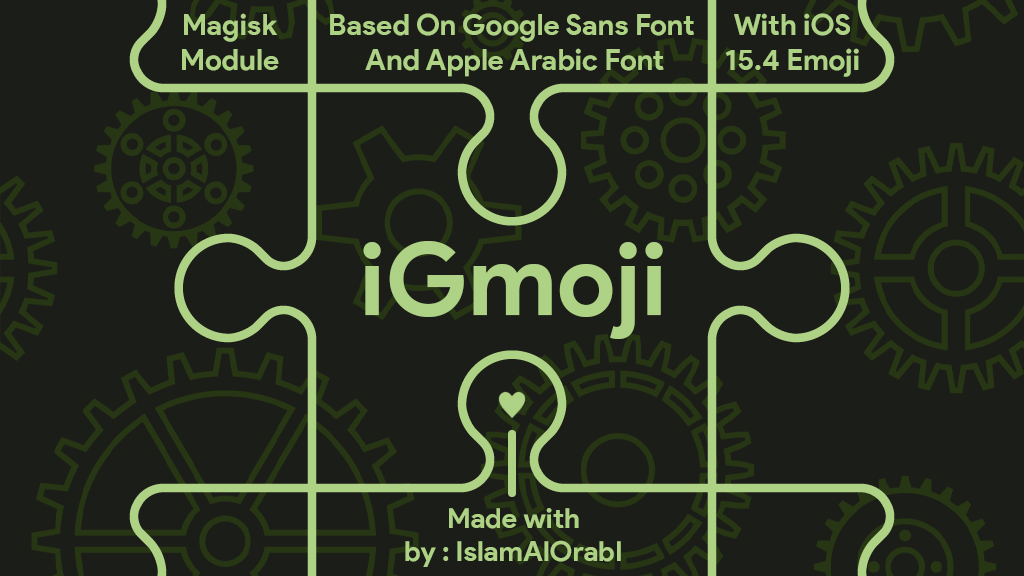 Magisk
Module
Based On Google Sans Font
And Apple Arabic Font
With iOS
15.4 Emoji
iGmoji
Made with
by : IslamAlOrabI